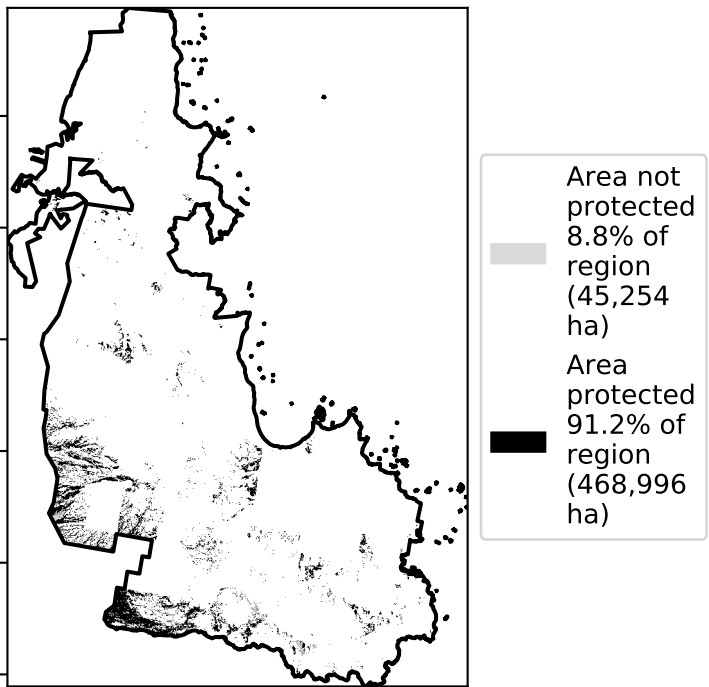 Area not
protected
8.8% of
region
(45,254
ha)
Area
protected
91.2% of
region
(468,996
ha)